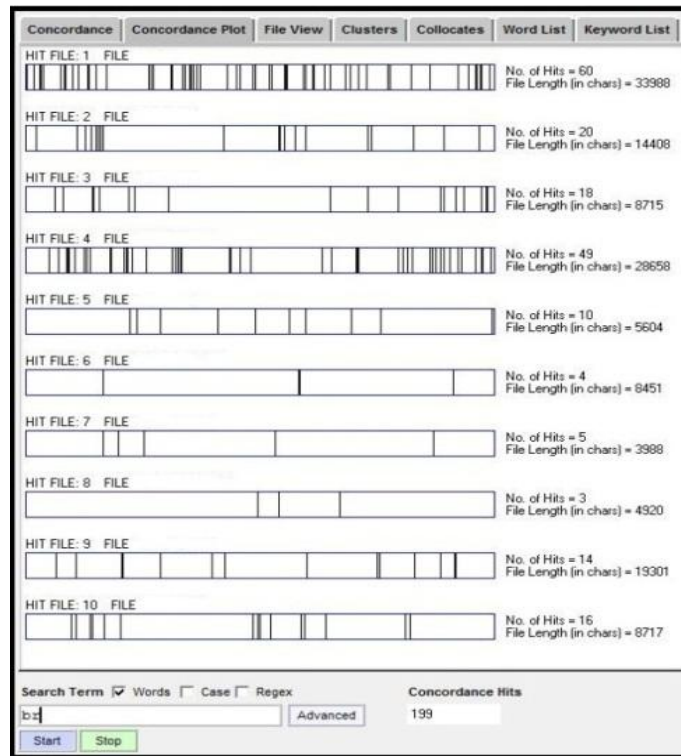 Concordance Concordance Plot File View Clusters Collocates Word List Keyword List
HIT FILE: 1 FILE
No. of Hits = 60
File Length (in chars) = 33988
HIT FILE: 2 FILE
No. of Hits = 20
File Length (in chars) = 14408
HIT FILE: 3 FILE
No. of Hits = 18
File Length (in chars) = 8715
HIT FILE: 4 FILE
No. of Hits = 49
File Length (in chars) = 28658
HIT FILE: 5 FILE
No. of Hits = 10
File Length (in chars) = 5604
HIT FILE: 6 FILE
No. of Hits = 4
File Length (in chars) = 8451
HIT FILE: 7 FILE
No. of Hits = 5
File Length (in chars) = 3988
HIT FILE: 8 FILE
No. of Hits = 3
File Length (in chars) = 4920
HIT FILE: 9 FILE
No. of Hits = 14
File Length (in chars) = 19301
HIT FILE: 10 FILE
No. of Hits = 16
File Length (in chars) = 8717
Search Term Words Case Regex Concordance Hits
br Advanced 199
Start Stop